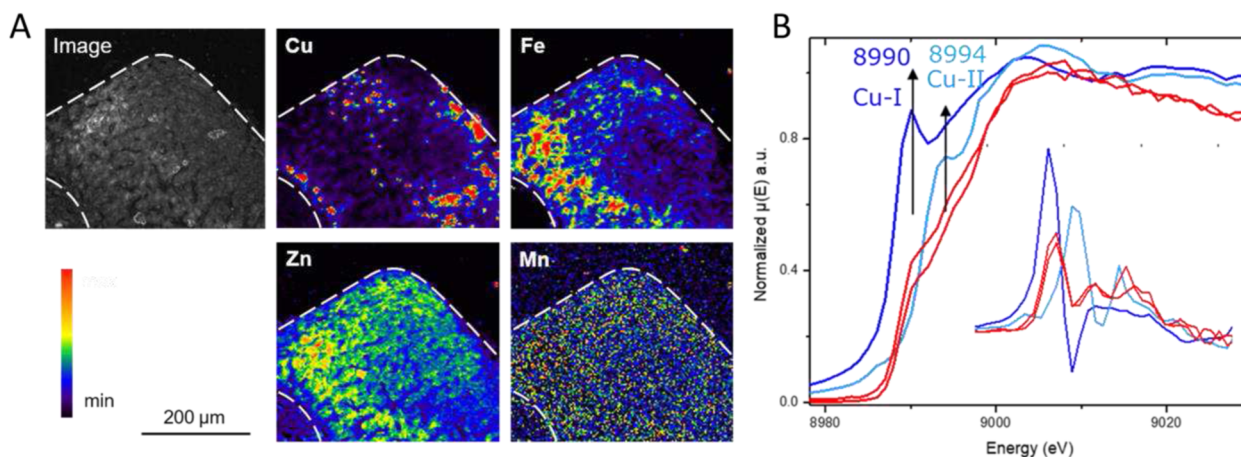 A
Image
Cu
Fe
Zn
Mn
min
200 µm
B
8990
Cu-I
8994
Cu-II
Normalized µ(E) a.u.
0.8
0.4
0.0
8980
9000
9020
Energy (eV)